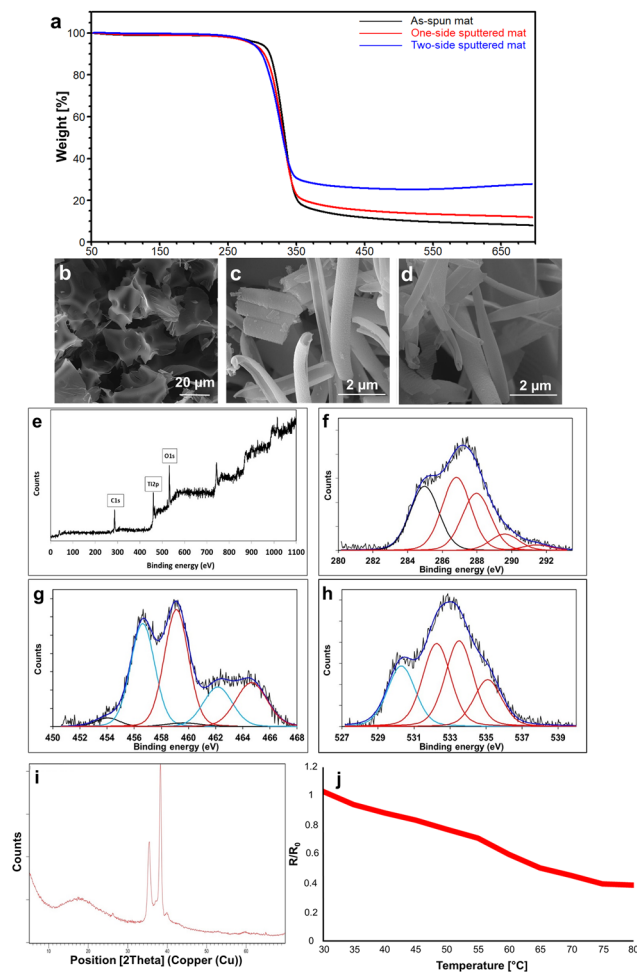 a
As-spun mat
One-side sputtered mat
Two-side sputtered mat
Weight [%]
100
80
60
40
20
0
50 150 250 350 450 550 650
b
20 µm
c
2 µm
d
2 µm
e
Counts
C1s
Ti2p
O1s
0 100 200 300 400 500 600 700 800 900 1000 1100
Binding energy (eV)
f
Counts
280 282 284 286 288 290 292
Binding energy (eV)
g
Counts
450 452 454 456 458 460 462 464 466 468
Binding energy (eV)
h
Counts
527 529 531 533 535 537 539
Binding energy (eV)
i
Counts
10 20 30 40 50 60
Position [2Theta] (Copper (Cu))
j
R/R0
1.2
1
0.8
0.6
0.4
0.2
0
30 35 40 45 50 55 60 65 70 75 80
Temperature [°C]